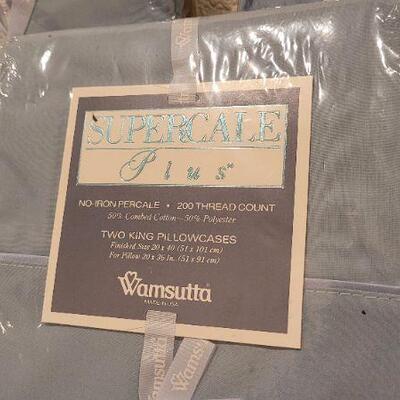 SUPERCALE
Plus™
NO-IRON PERCALE • 200 THREAD COUNT
50% Combed Cotton—50% Polyester
TWO KING PILLOWCASES
Finished Size 20 x 40 (51 x 101 cm)
For Pillow 20 x 36 In. (51 x 91 cm)
Wamsutta
MADE IN USA
Wamsutta